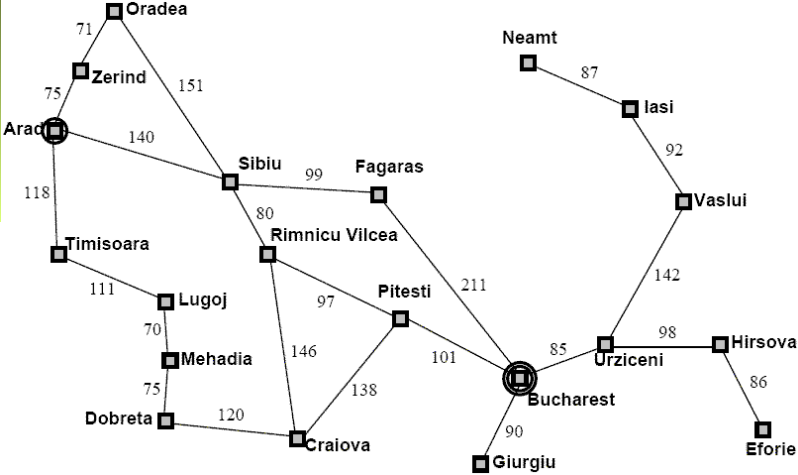 Oradea
71
Neamt
Zerind
87
151
75
Iasi
Arad
140
92
Sibiu
Fagaras
99
118
Vaslui
80
Timisoara
Rimnicu Vilcea
142
111
211
Lugoj
97
Pitesti
70
98
Hirsova
146
85
Mehadia
101
Urziceni
75
138
86
Bucharest
Dobreta
120
90
Craiova
Eforie
Giurgiu